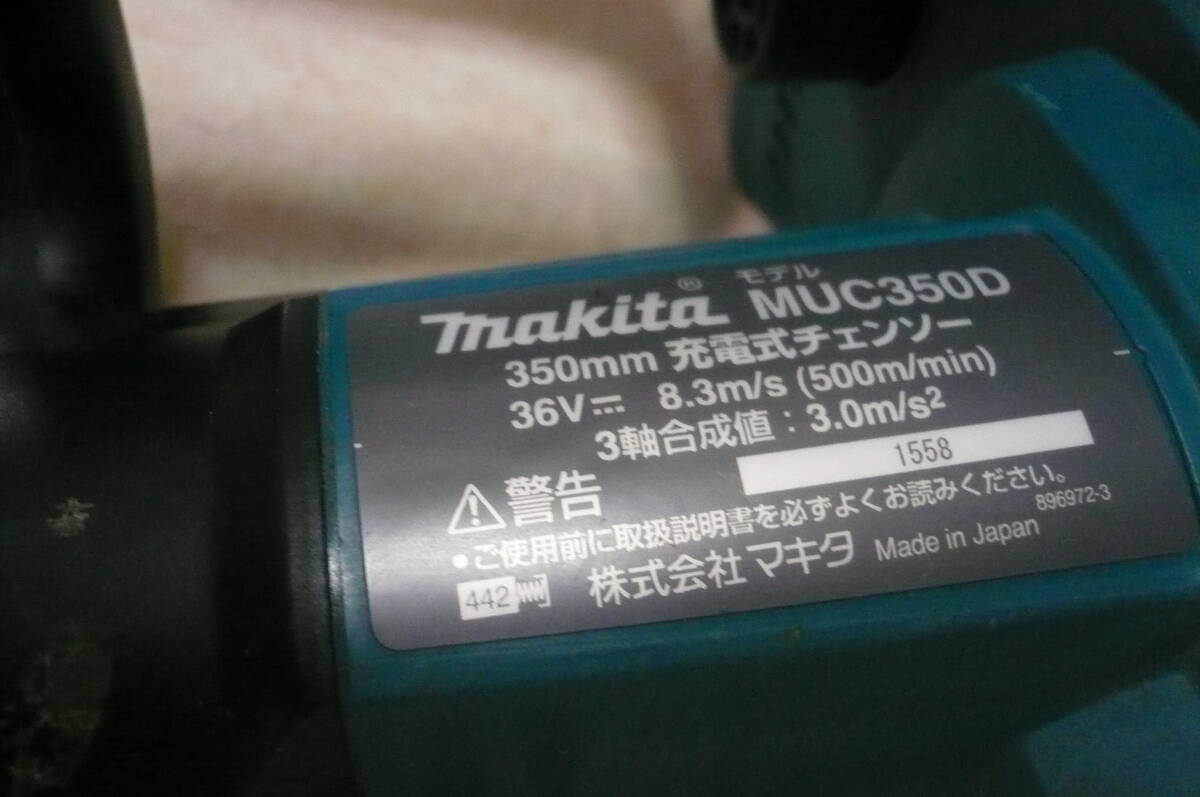 makita® モデル MUC350D
350mm 充電式チェンソー
36V⎓ 8.3m/s (500m/min)
3軸合成値：3.0m/s²
1558
⚠警告
•ご使用前に取扱説明書を必ずよくお読みください。
896972-3
442 株式会社マキタ Made in Japan